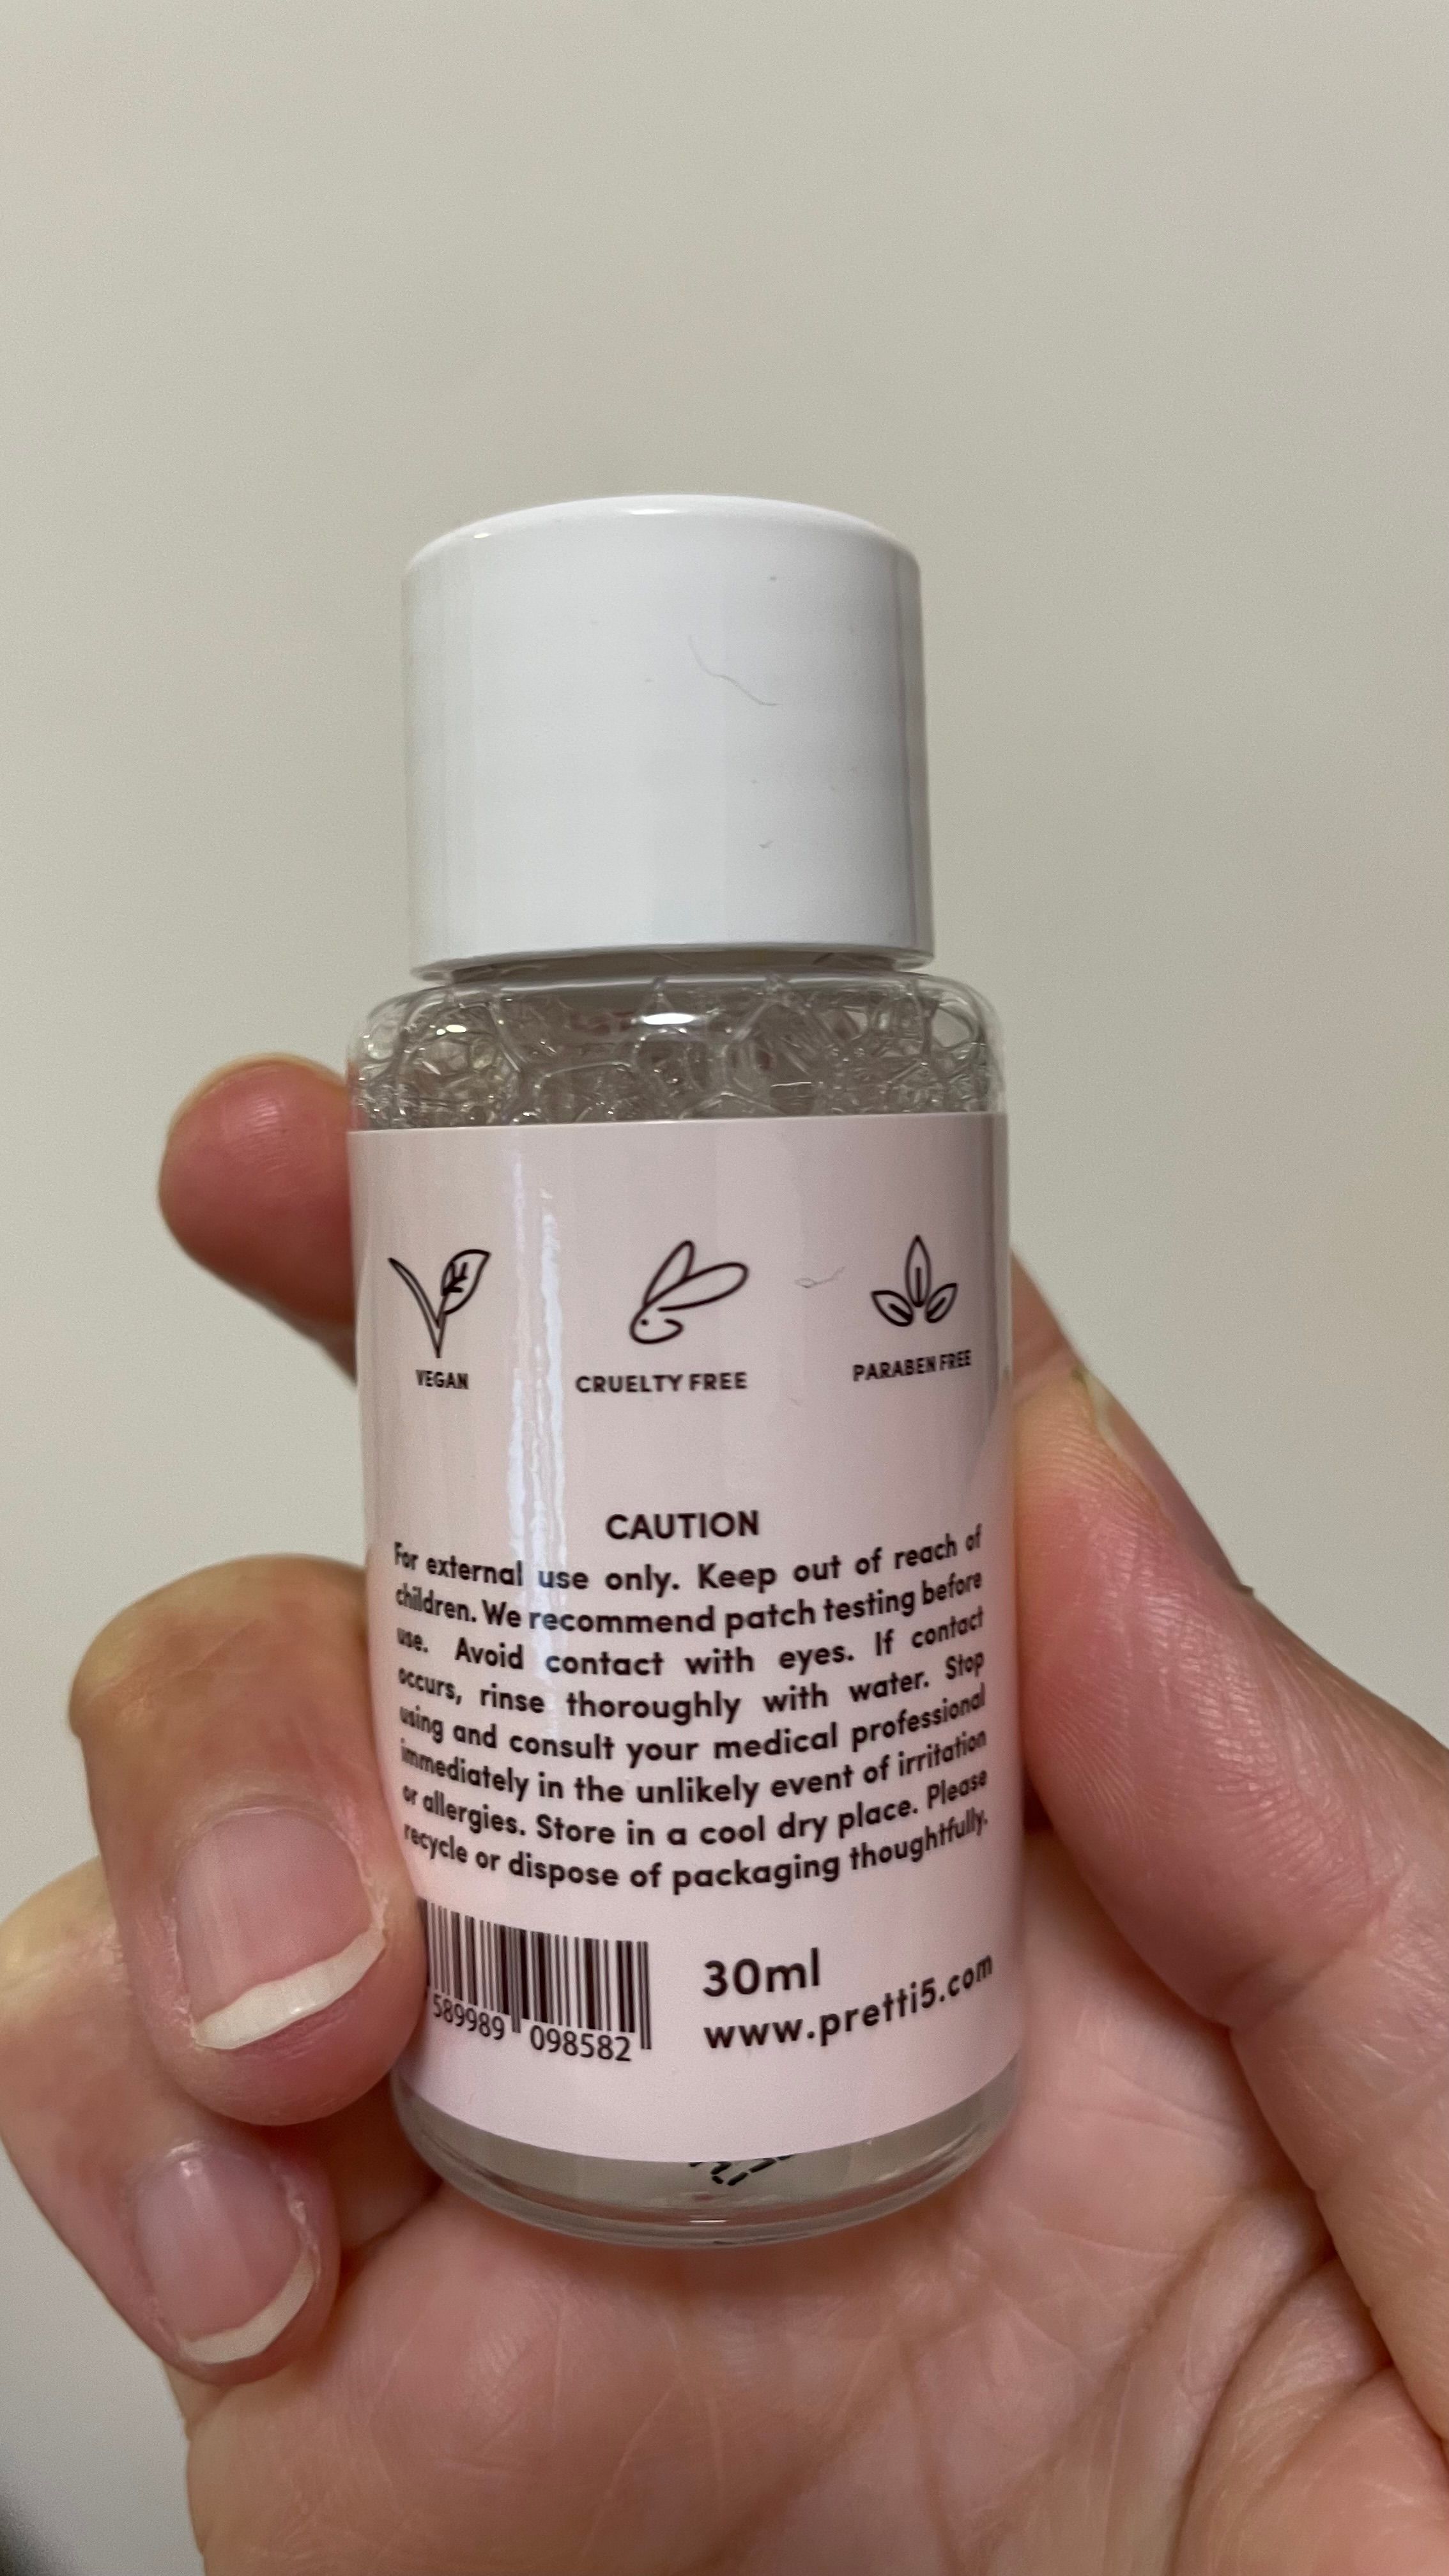 VEGAN
CRUELTY FREE
PARABEN FREE
CAUTION
For external use only. Keep out of reach of
children. We recommend patch testing before
use. Avoid contact with eyes. If contact
occurs, rinse thoroughly with water. Stop
using and consult your medical professional
immediately in the unlikely event of irritation
or allergies. Store in a cool dry place. Please
recycle or dispose of packaging thoughtfully.
589989 098582
30ml
www.pretti5.com